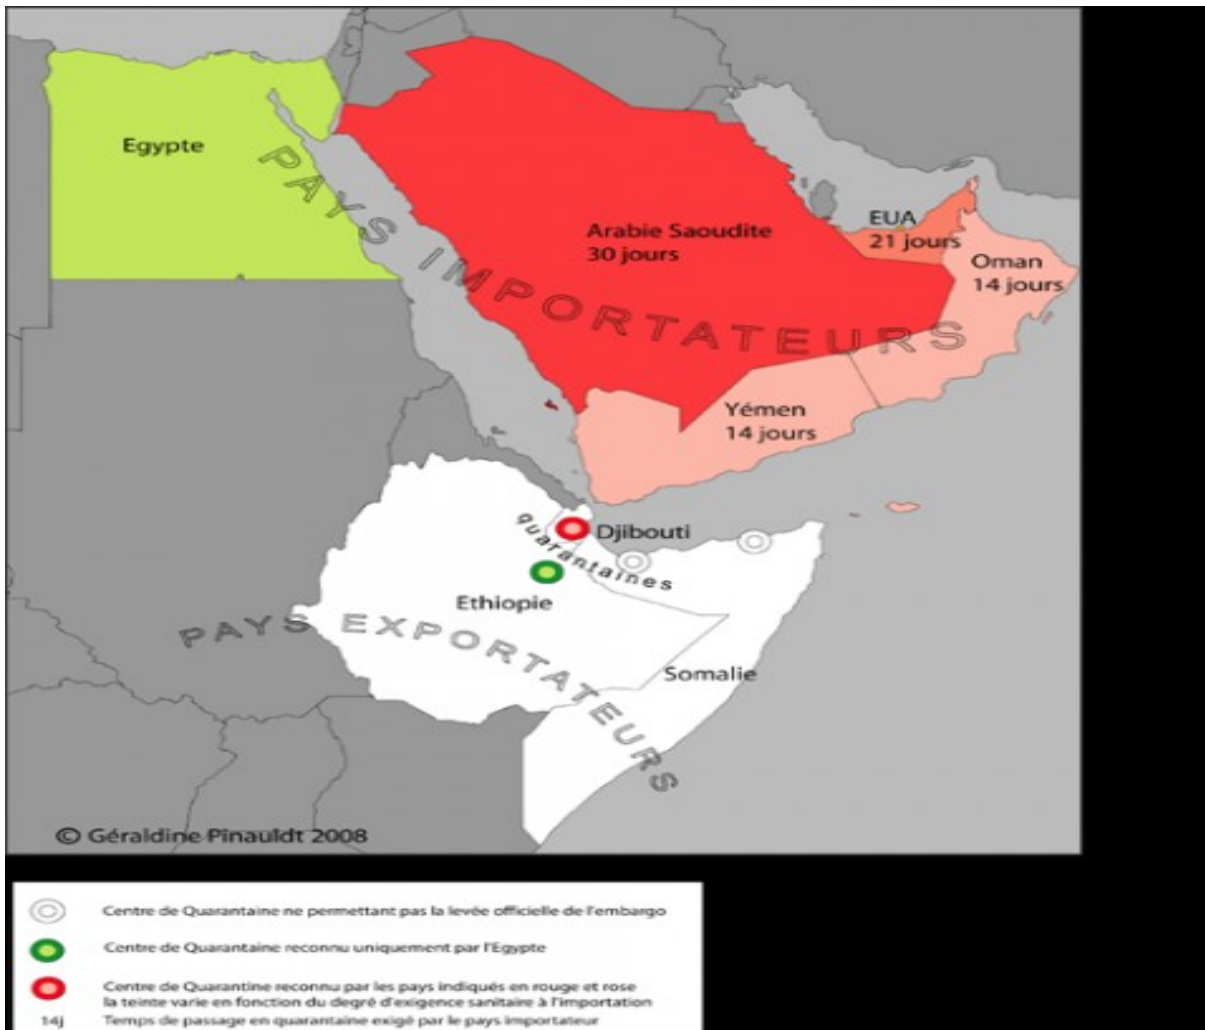 Egypte
PAYS IMPORTATEURS
Arabie Saoudite
30 jours
EUA
21 jours
Oman
14 jours
Yémen
14 jours
quarantaines
Djibouti
Ethiopie
PAYS EXPORTATEURS
Somalie
© Géraldine Pinauldt 2008
Centre de Quarantaine ne permettant pas la levée officielle de l'embargo
Centre de Quarantaine reconnu uniquement par l'Egypte
Centre de Quarantine reconnu par les pays indiqués en rouge et rose
la teinte varie en fonction du degré d'exigence sanitaire à l'importation
14j Temps de passage en quarantaine exigé par le pays importateur